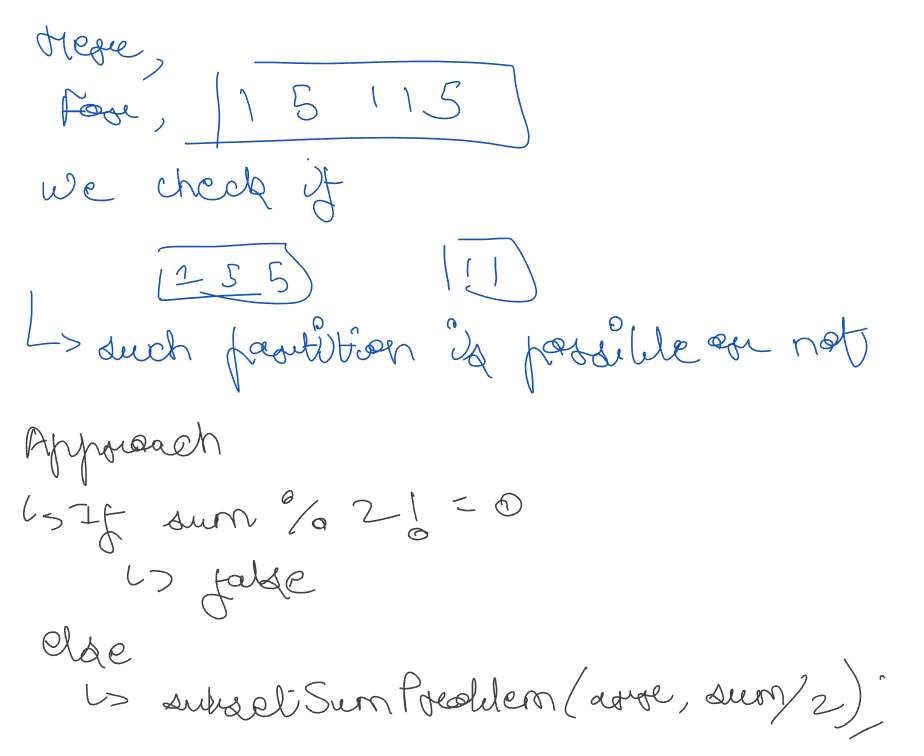 Here,
For, 1 5 11 5
we check if
1 5 5 11
↳ such partition is possible or not
Approach
↳ If sum % 2 != 0
↳ false
else
↳ subsetSumProblem(arr, sum/2);